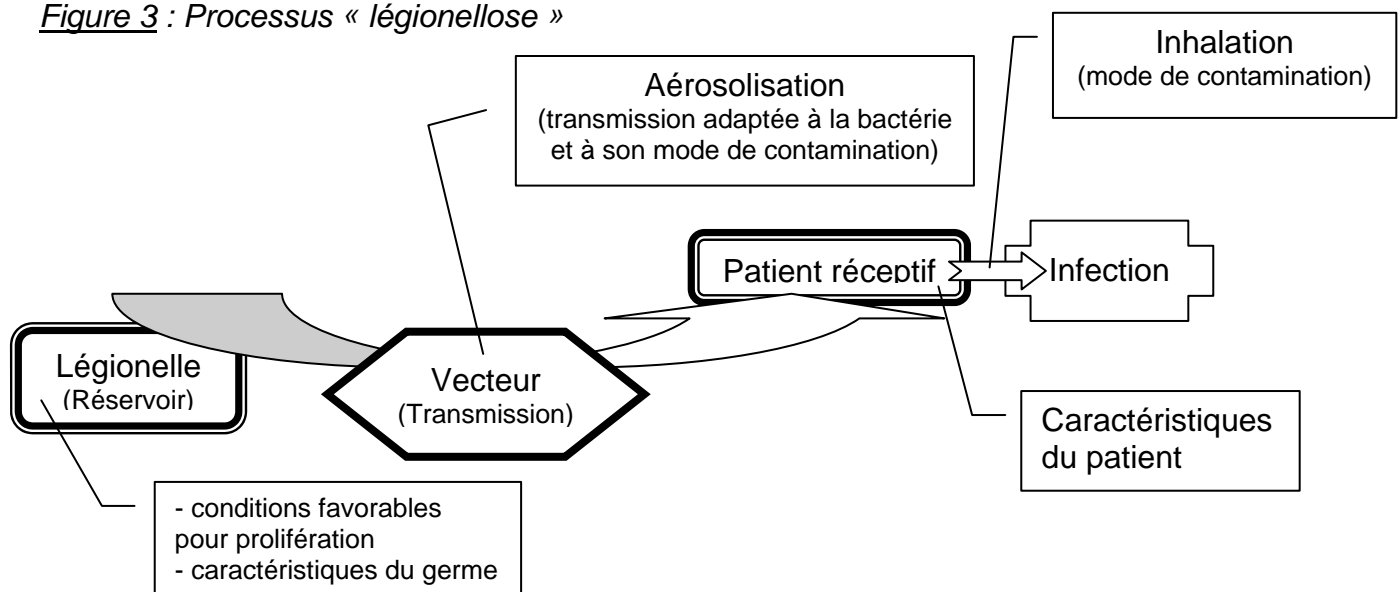 Figure 3 : Processus « légionellose »
Inhalation
(mode de contamination)
Aérosolisation
(transmission adaptée à la bactérie
et à son mode de contamination)
Patient réceptif
Infection
Légionelle
(Réservoir)
Vecteur
(Transmission)
Caractéristiques
du patient
- conditions favorables
pour prolifération
- caractéristiques du germe